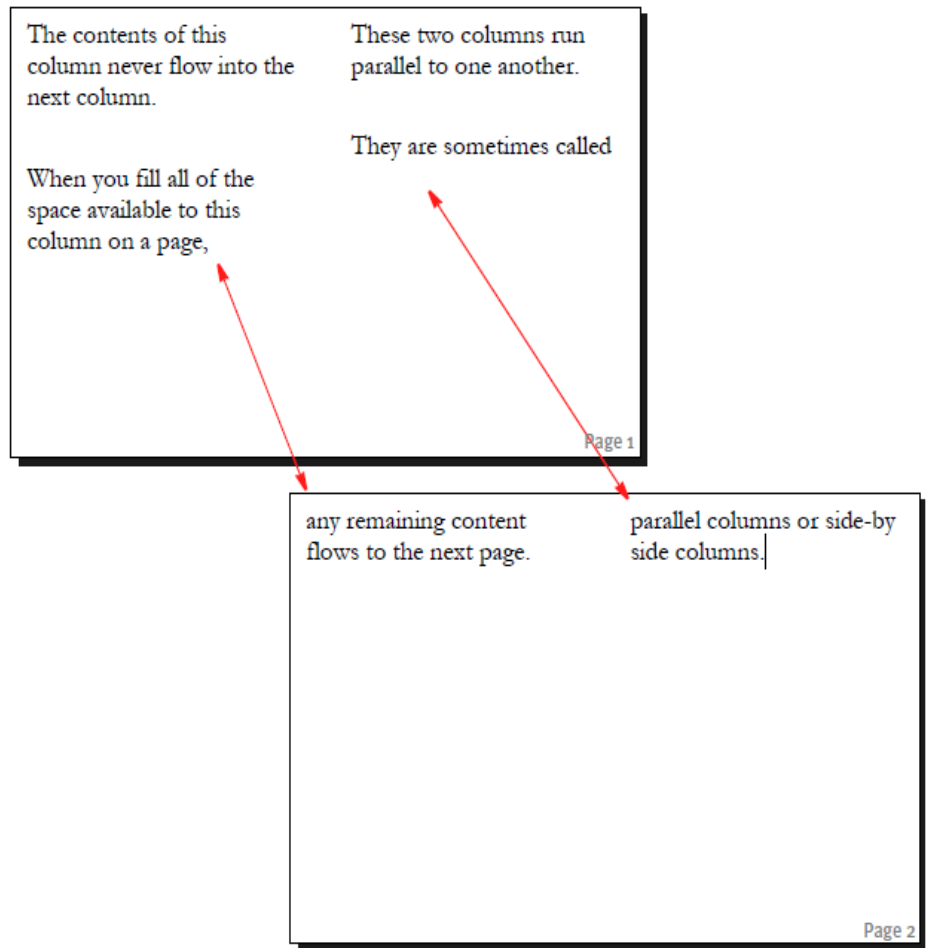 The contents of this
column never flow into the
next column.
When you fill all of the
space available to this
column on a page,
These two columns run
parallel to one another.
They are sometimes called
Page 1
any remaining content
flows to the next page.
parallel columns or side-by
side columns.
Page 2